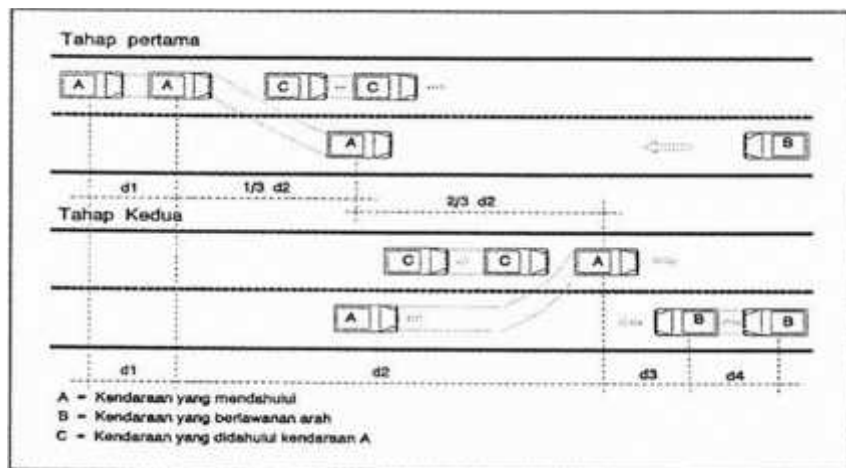 Tahap pertama
A A C C
A B
d1 1/3 d2 2/3 d2
Tahap Kedua
C C A
A B B
d1 d2 d3 d4
A = Kendaraan yang mendahului
B = Kendaraan yang berlawanan arah
C = Kendaraan yang didahului kendaraan A